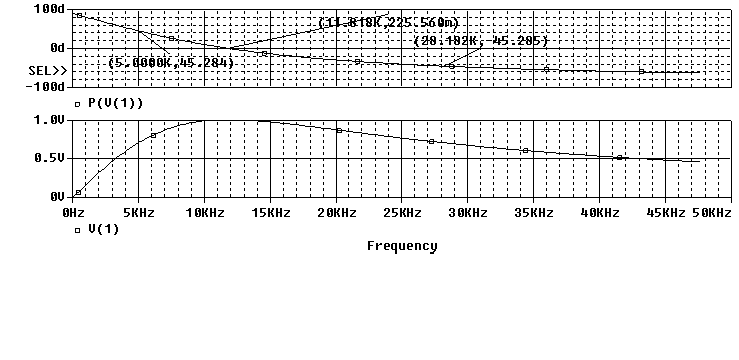 100d
(11.818K,225.560m)
0d
(28.182K,-45.285)
(5.0000K,45.284)
SEL>>
-100d
P(V(1))
1.0V
0.5V
0V
0Hz 5KHz 10KHz 15KHz 20KHz 25KHz 30KHz 35KHz 40KHz 45KHz 50KHz
V(1)
Frequency